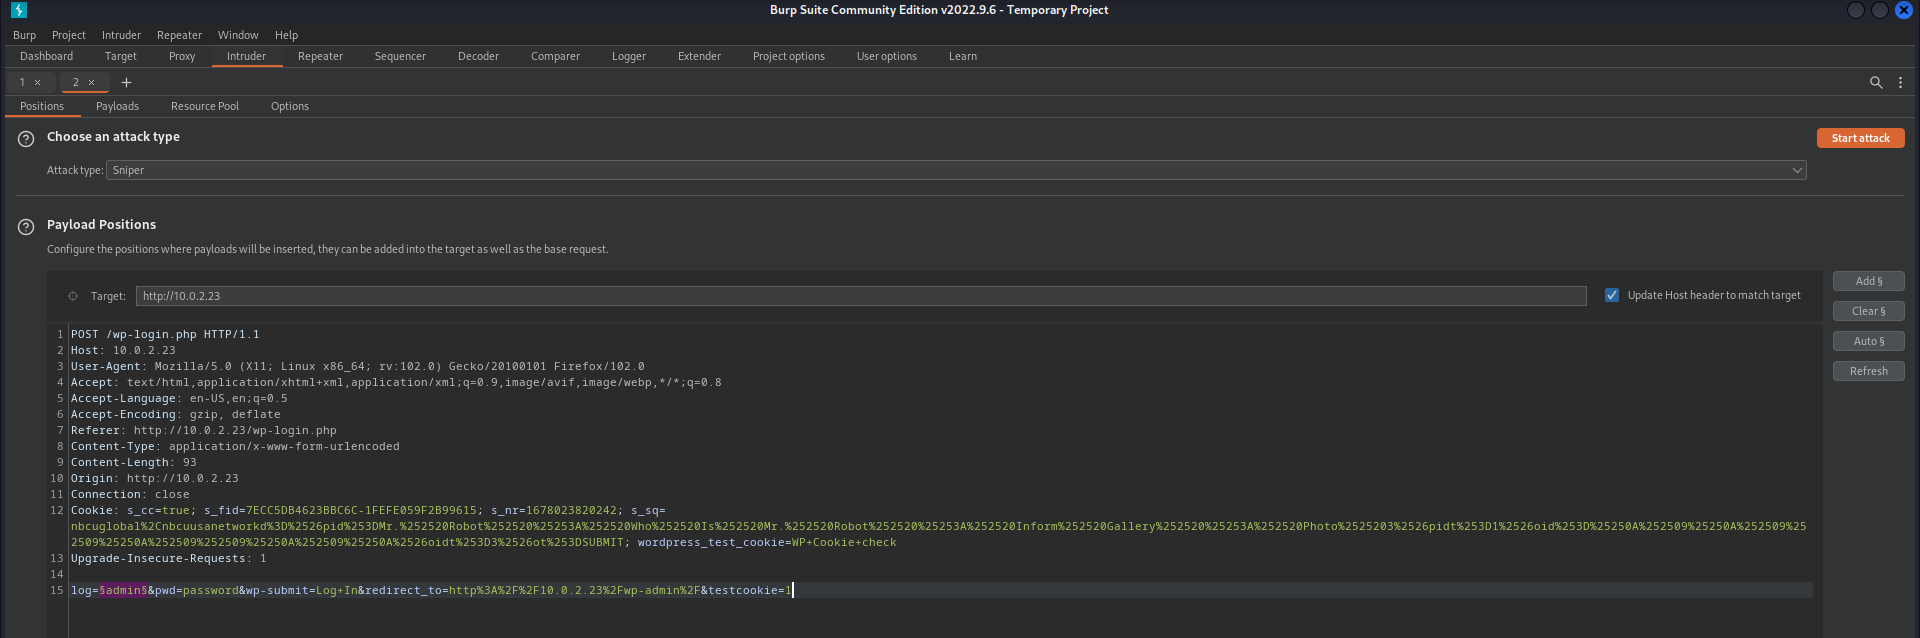 Burp Suite Community Edition v2022.9.6 - Temporary Project
Burp Project Intruder Repeater Window Help
Dashboard Target Proxy Intruder Repeater Sequencer Decoder Comparer Logger Extender Project options User options Learn
1 × 2 × +
Positions Payloads Resource Pool Options
? Choose an attack type
Start attack
Attack type: Sniper
? Payload Positions
Configure the positions where payloads will be inserted, they can be added into the target as well as the base request.
Target: http://10.0.2.23
Update Host header to match target
Add §
Clear §
Auto §
Refresh
1 POST /wp-login.php HTTP/1.1
2 Host: 10.0.2.23
3 User-Agent: Mozilla/5.0 (X11; Linux x86_64; rv:102.0) Gecko/20100101 Firefox/102.0
4 Accept: text/html,application/xhtml+xml,application/xml;q=0.9,image/avif,image/webp,*/*;q=0.8
5 Accept-Language: en-US,en;q=0.5
6 Accept-Encoding: gzip, deflate
7 Referer: http://10.0.2.23/wp-login.php
8 Content-Type: application/x-www-form-urlencoded
9 Content-Length: 93
10 Origin: http://10.0.2.23
11 Connection: close
12 Cookie: s_cc=true; s_fid=7ECC5DB4623BBC6C-1FEFE059F2B99615; s_nr=1678023820242; s_sq=
nbcuglobal%2Cnbcuusanetworkd%3D%2526pid%253DMr.%252520Robot%252520%25253A%252520Who%252520Is%252520Mr.%252520Robot%252520%25253A%252520Inform%252520Gallery%252520%25253A%252520Photo%2525203%2526pidt%253D1%2526oid%253D%25250A%252509%25250A%252509%25
2509%25250A%252509%252509%25250A%252509%25250A%2526oidt%253D3%2526ot%253DSUBMIT; wordpress_test_cookie=WP+Cookie+check
13 Upgrade-Insecure-Requests: 1
14
15 log=§admin§&pwd=password&wp-submit=Log+In&redirect_to=http%3A%2F%2F10.0.2.23%2Fwp-admin%2F&testcookie=1